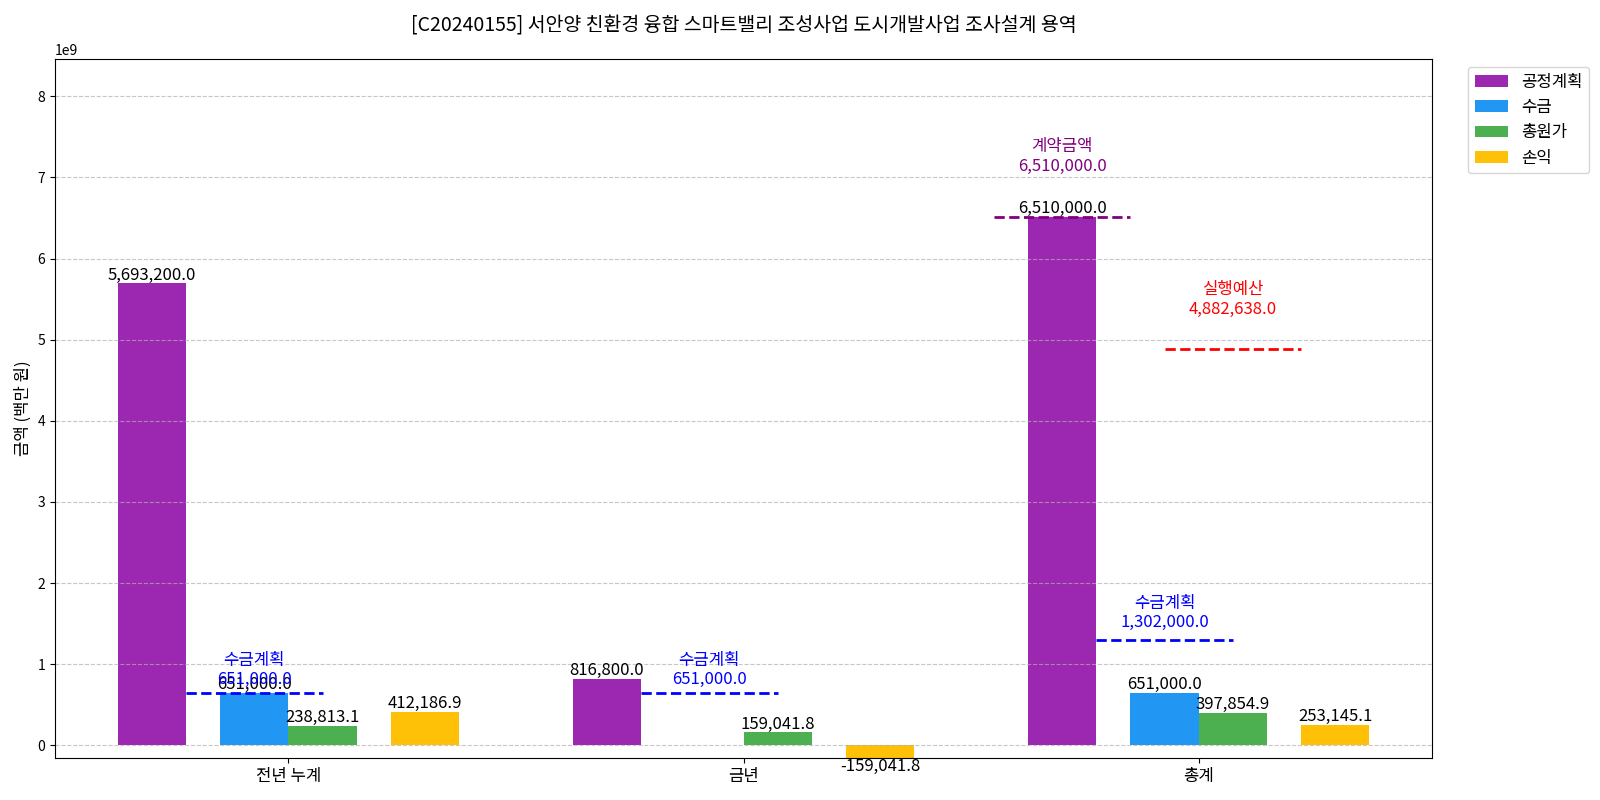 [C20240155] 서안양 친환경 융합 스마트밸리 조성사업 도시개발사업 조사설계 용역
1e9
공정계획
수금
총원가
손익
금액 (백만 원)
8
7
6
5
4
3
2
1
0
5,693,200.0
수금계획
651,000.0
651,000.0
238,813.1
412,186.9
816,800.0
수금계획
651,000.0
159,041.8
-159,041.8
계약금액
6,510,000.0
6,510,000.0
실행예산
4,882,638.0
수금계획
1,302,000.0
651,000.0
397,854.9
253,145.1
전년 누계
금년
총계